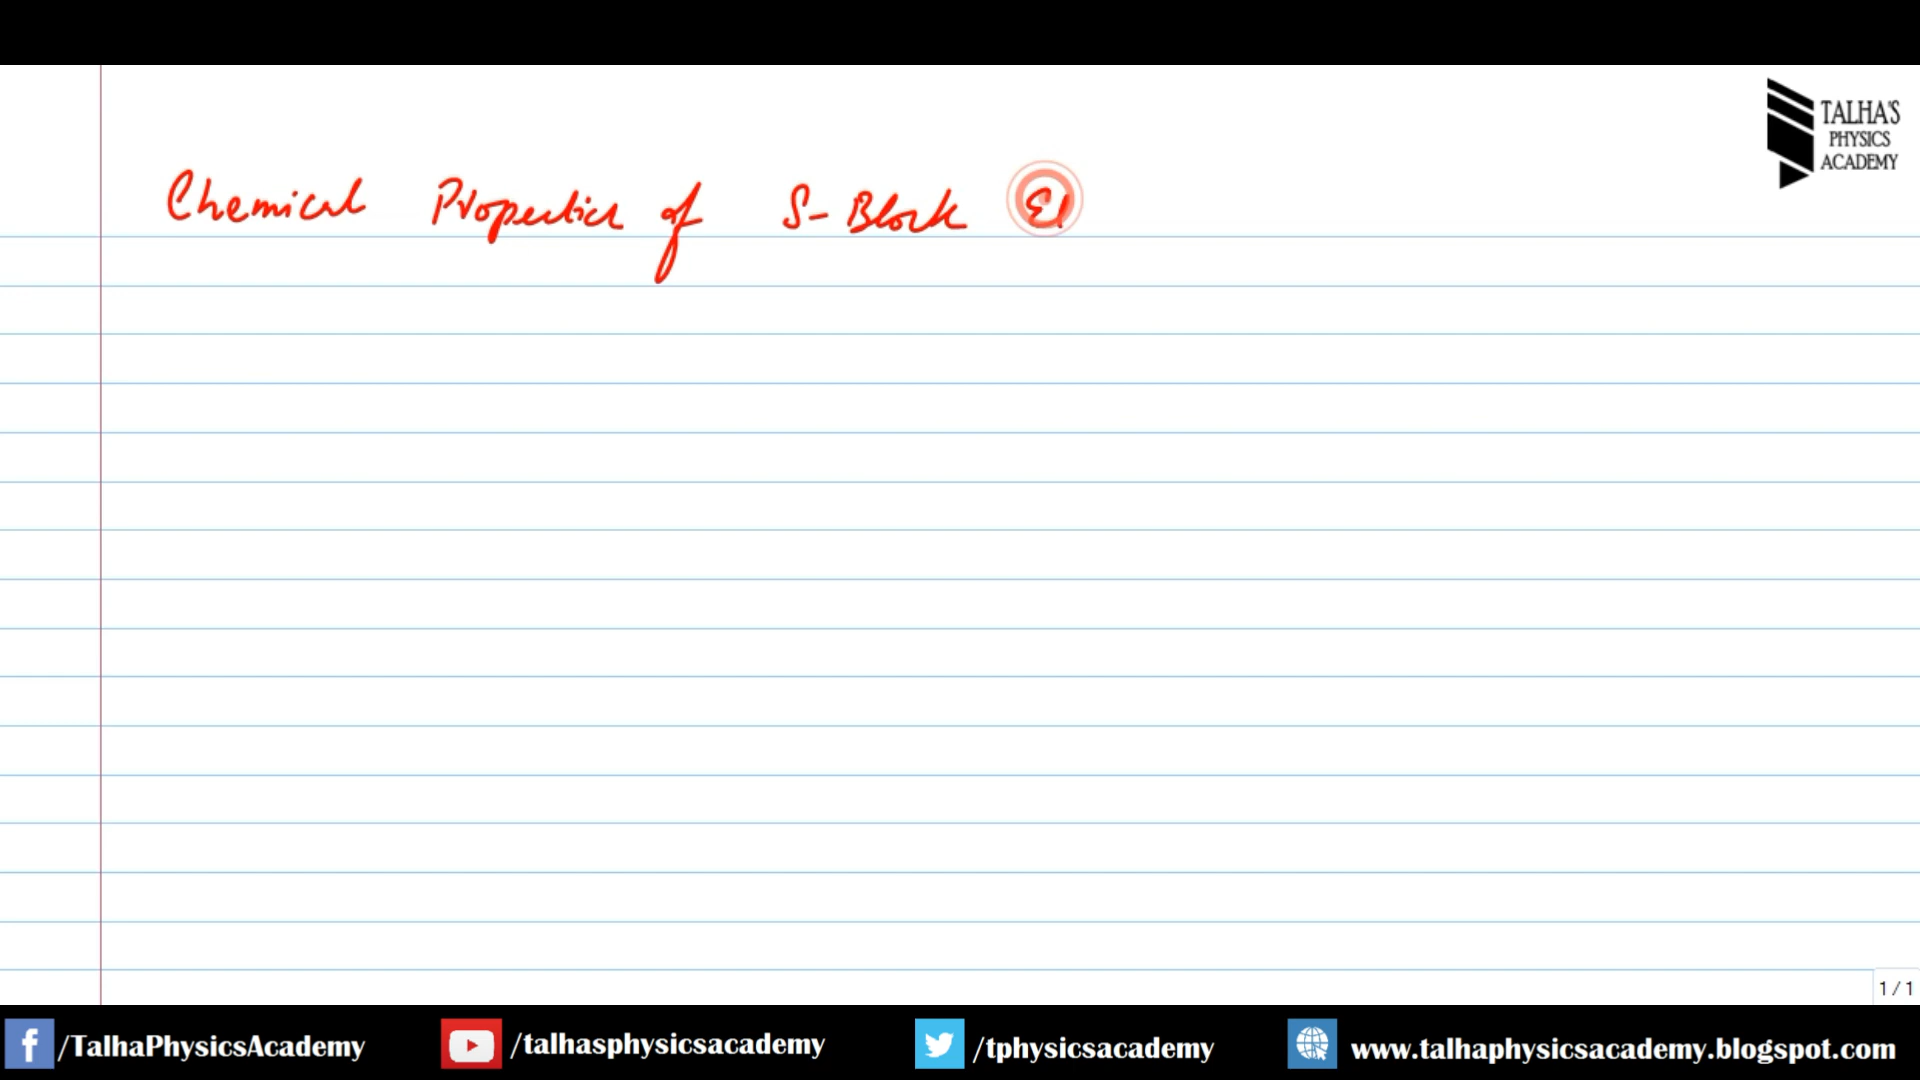 TALHA'S
PHYSICS
ACADEMY
Chemical Properties of S-Block El
1 / 1
/TalhaPhysicsAcademy
/talhasphysicsacademy
/tphysicsacademy
www.talhaphysicsacademy.blogspot.com